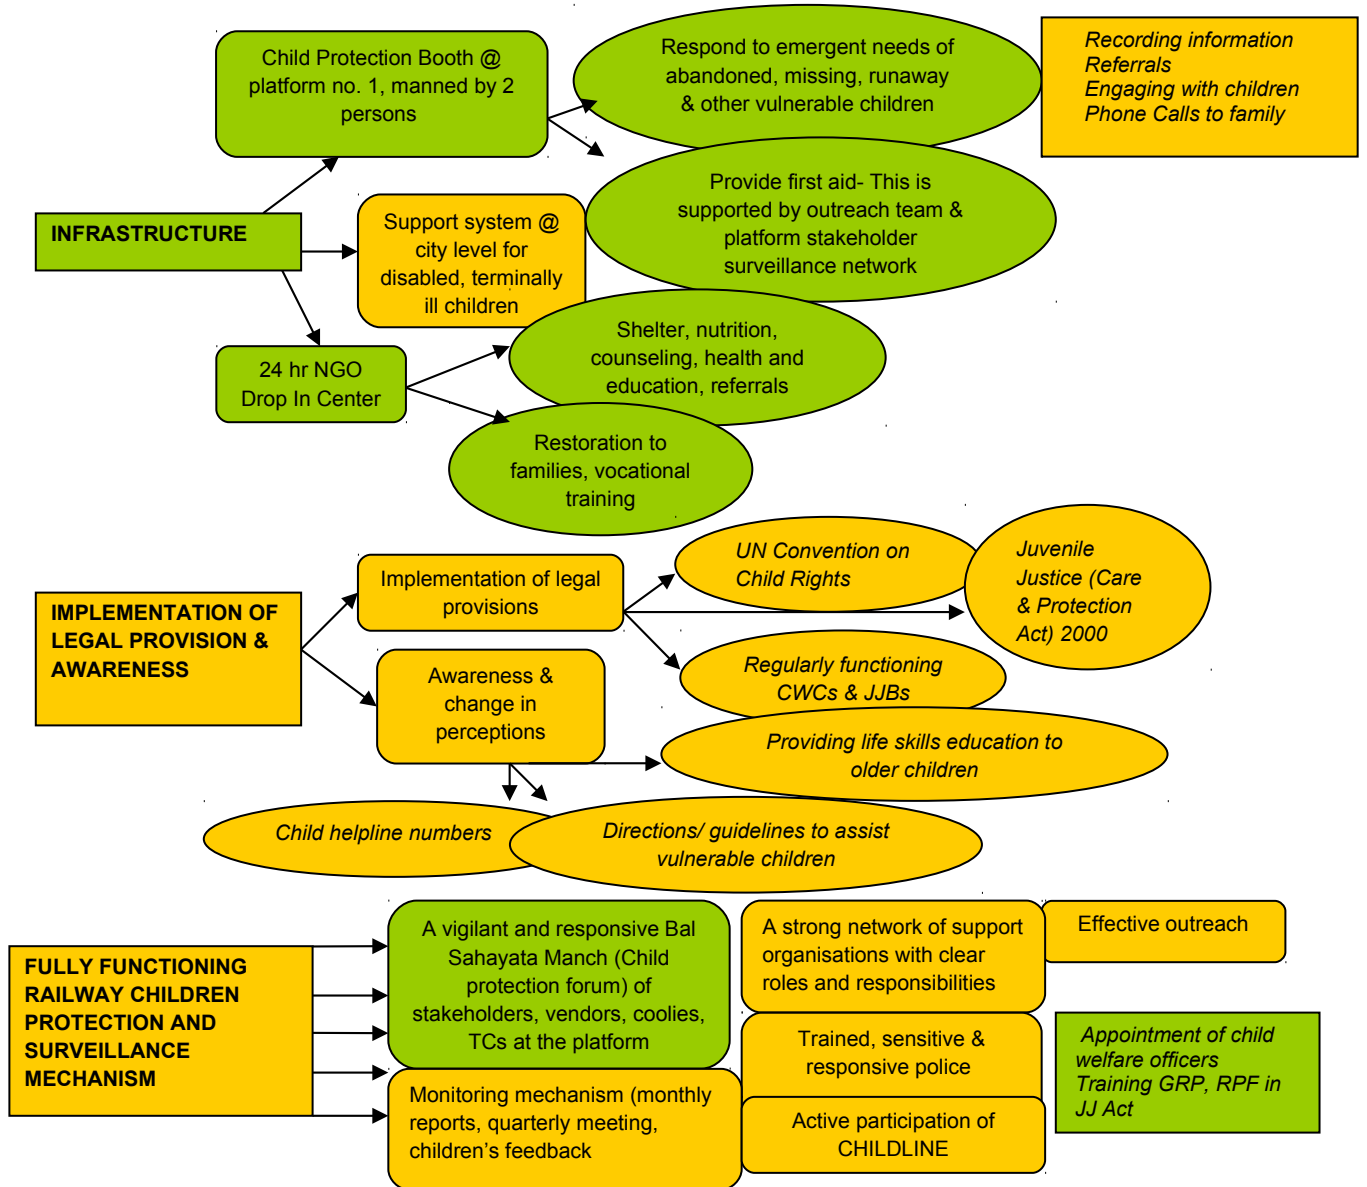 Child Protection Booth @
platform no. 1, manned by 2
persons
Respond to emergent needs of
abandoned, missing, runaway
& other vulnerable children
Recording information
Referrals
Engaging with children
Phone Calls to family
Provide first aid- This is
supported by outreach team &
platform stakeholder
surveillance network
INFRASTRUCTURE
Support system @
city level for
disabled, terminally
ill children
Shelter, nutrition,
counseling, health and
education, referrals
24 hr NGO
Drop In Center
Restoration to
families, vocational
training
IMPLEMENTATION OF
LEGAL PROVISION &
AWARENESS
Implementation of legal
provisions
UN Convention on
Child Rights
Juvenile
Justice (Care
& Protection
Act) 2000
Regularly functioning
CWCs & JJBs
Awareness &
change in
perceptions
Providing life skills education to
older children
Child helpline numbers
Directions/ guidelines to assist
vulnerable children
FULLY FUNCTIONING
RAILWAY CHILDREN
PROTECTION AND
SURVEILLANCE
MECHANISM
A vigilant and responsive Bal
Sahayata Manch (Child
protection forum) of
stakeholders, vendors, coolies,
TCs at the platform
A strong network of support
organisations with clear
roles and responsibilities
Effective outreach
Trained, sensitive &
responsive police
Appointment of child
welfare officers
Training GRP, RPF in
JJ Act
Monitoring mechanism (monthly
reports, quarterly meeting,
children's feedback
Active participation of
CHILDLINE